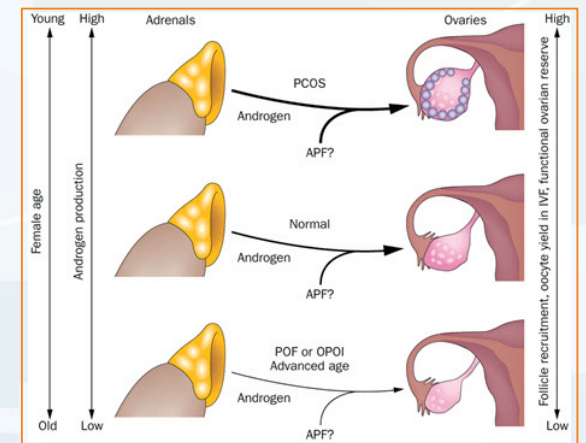 Young High Adrenals Ovaries High
PCOS
Androgen
APF?
Female age
Androgen production
Normal
Androgen
APF?
Follicle recruitment, oocyte yield in IVF, functional ovarian reserve
POF or OPOI
Advanced age
Androgen
APF?
Old Low Low